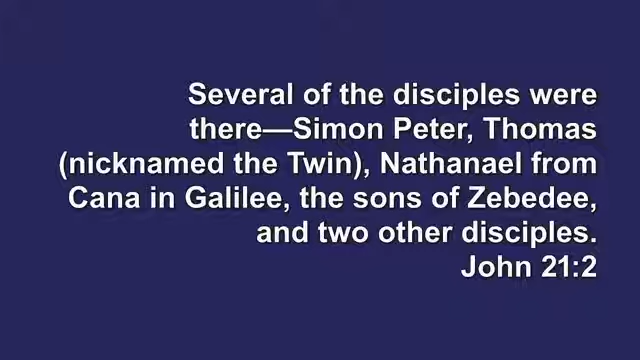 Several of the disciples were
there—Simon Peter, Thomas
(nicknamed the Twin), Nathanael from
Cana in Galilee, the sons of Zebedee,
and two other disciples.
John 21:2